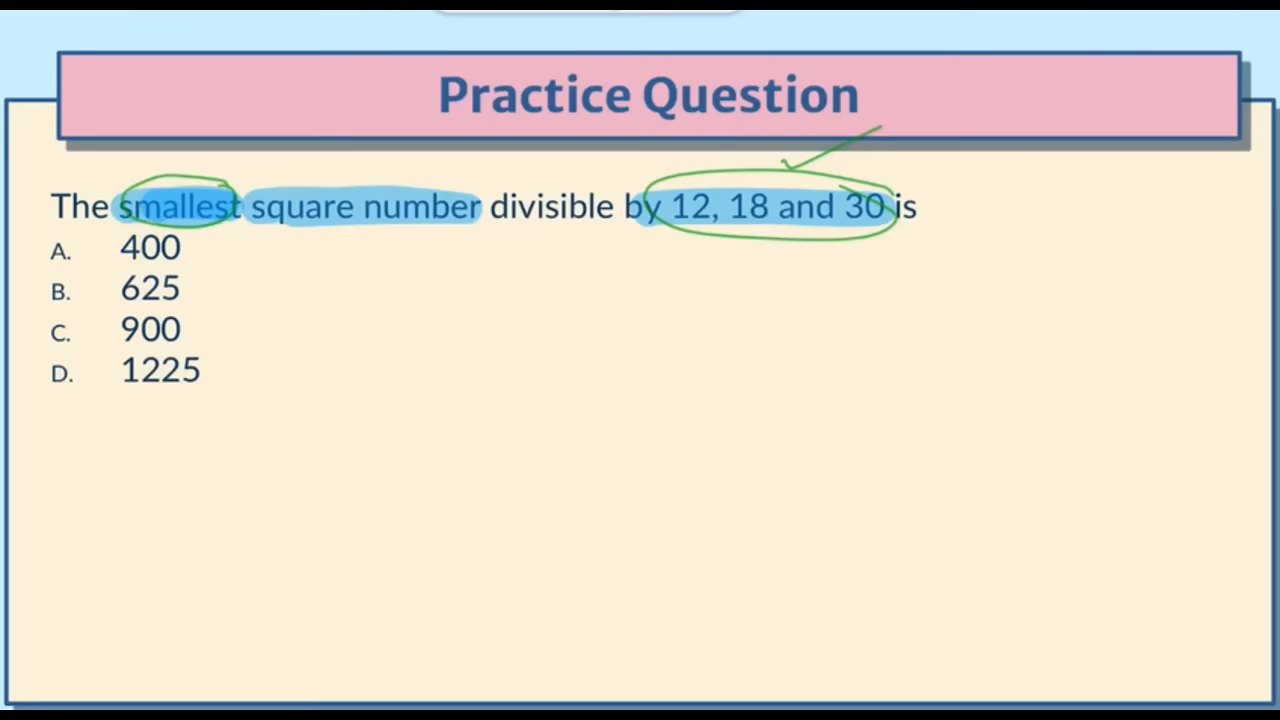 Practice Question
The smallest square number divisible by 12, 18 and 30 is
A. 400
B. 625
C. 900
D. 1225